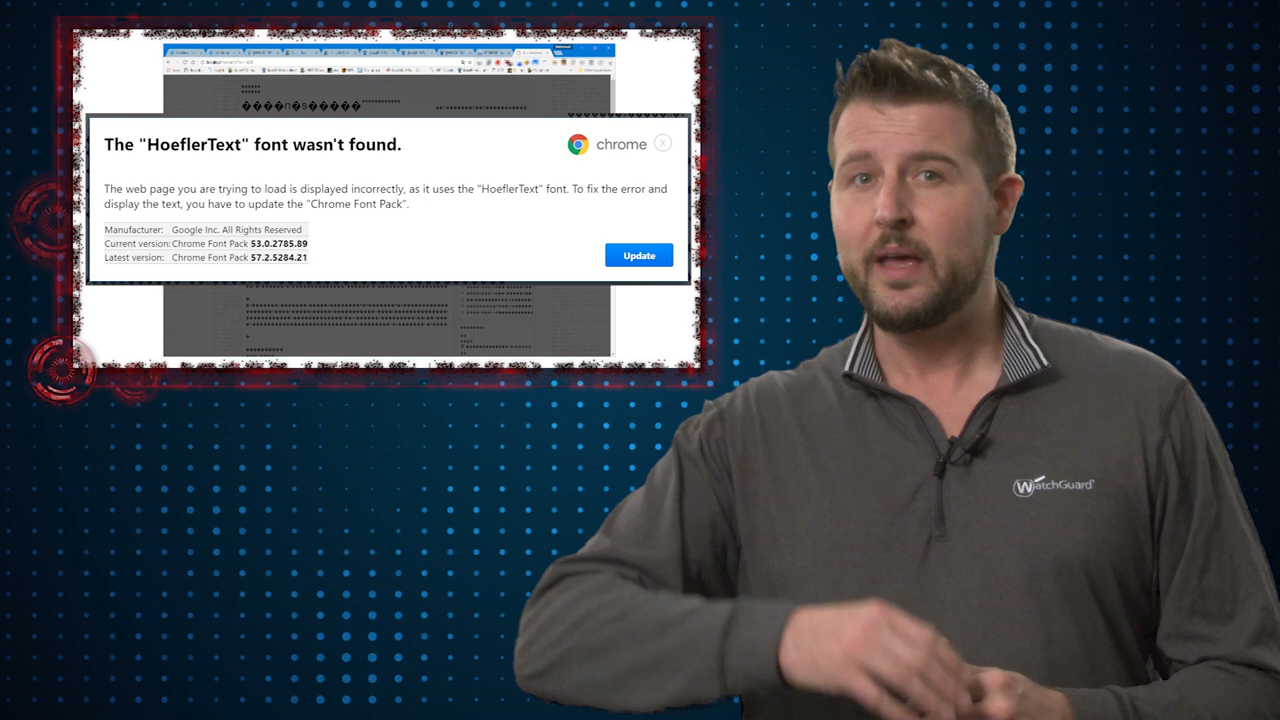 ����n�s�����
The "HoeflerText" font wasn't found.
chrome
X
The web page you are trying to load is displayed incorrectly, as it uses the "HoeflerText" font. To fix the error and
display the text, you have to update the "Chrome Font Pack".
Manufacturer: Google Inc. All Rights Reserved
Current version: Chrome Font Pack 53.0.2785.89
Latest version: Chrome Font Pack 57.2.5284.21
Update
WatchGuard